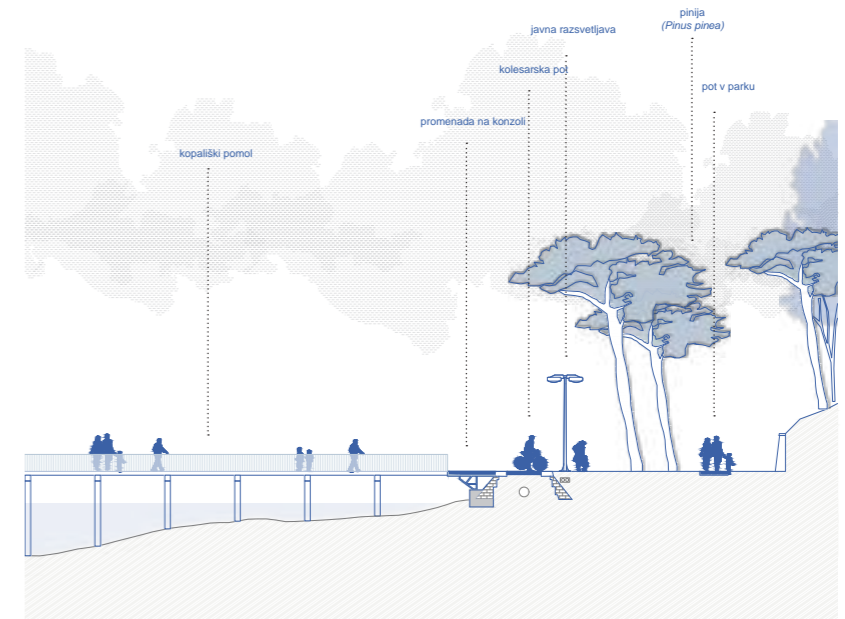 pinija
(Pinus pinea)
javna razsvetljava
kolesarska pot
pot v parku
promenada na konzoli
kopališki pomol